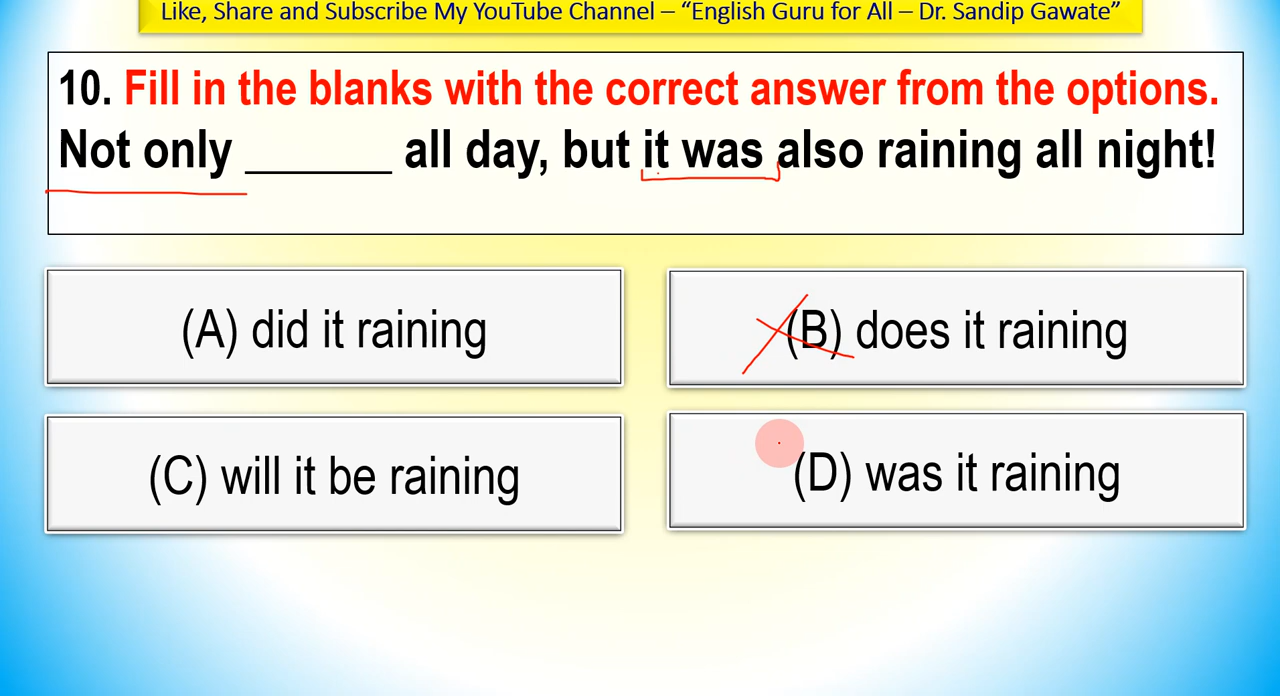 Like, Share and Subscribe My YouTube Channel – “English Guru for All – Dr. Sandip Gawate”
10. Fill in the blanks with the correct answer from the options.
Not only ______ all day, but it was also raining all night!
(A) did it raining
(B) does it raining
(C) will it be raining
(D) was it raining